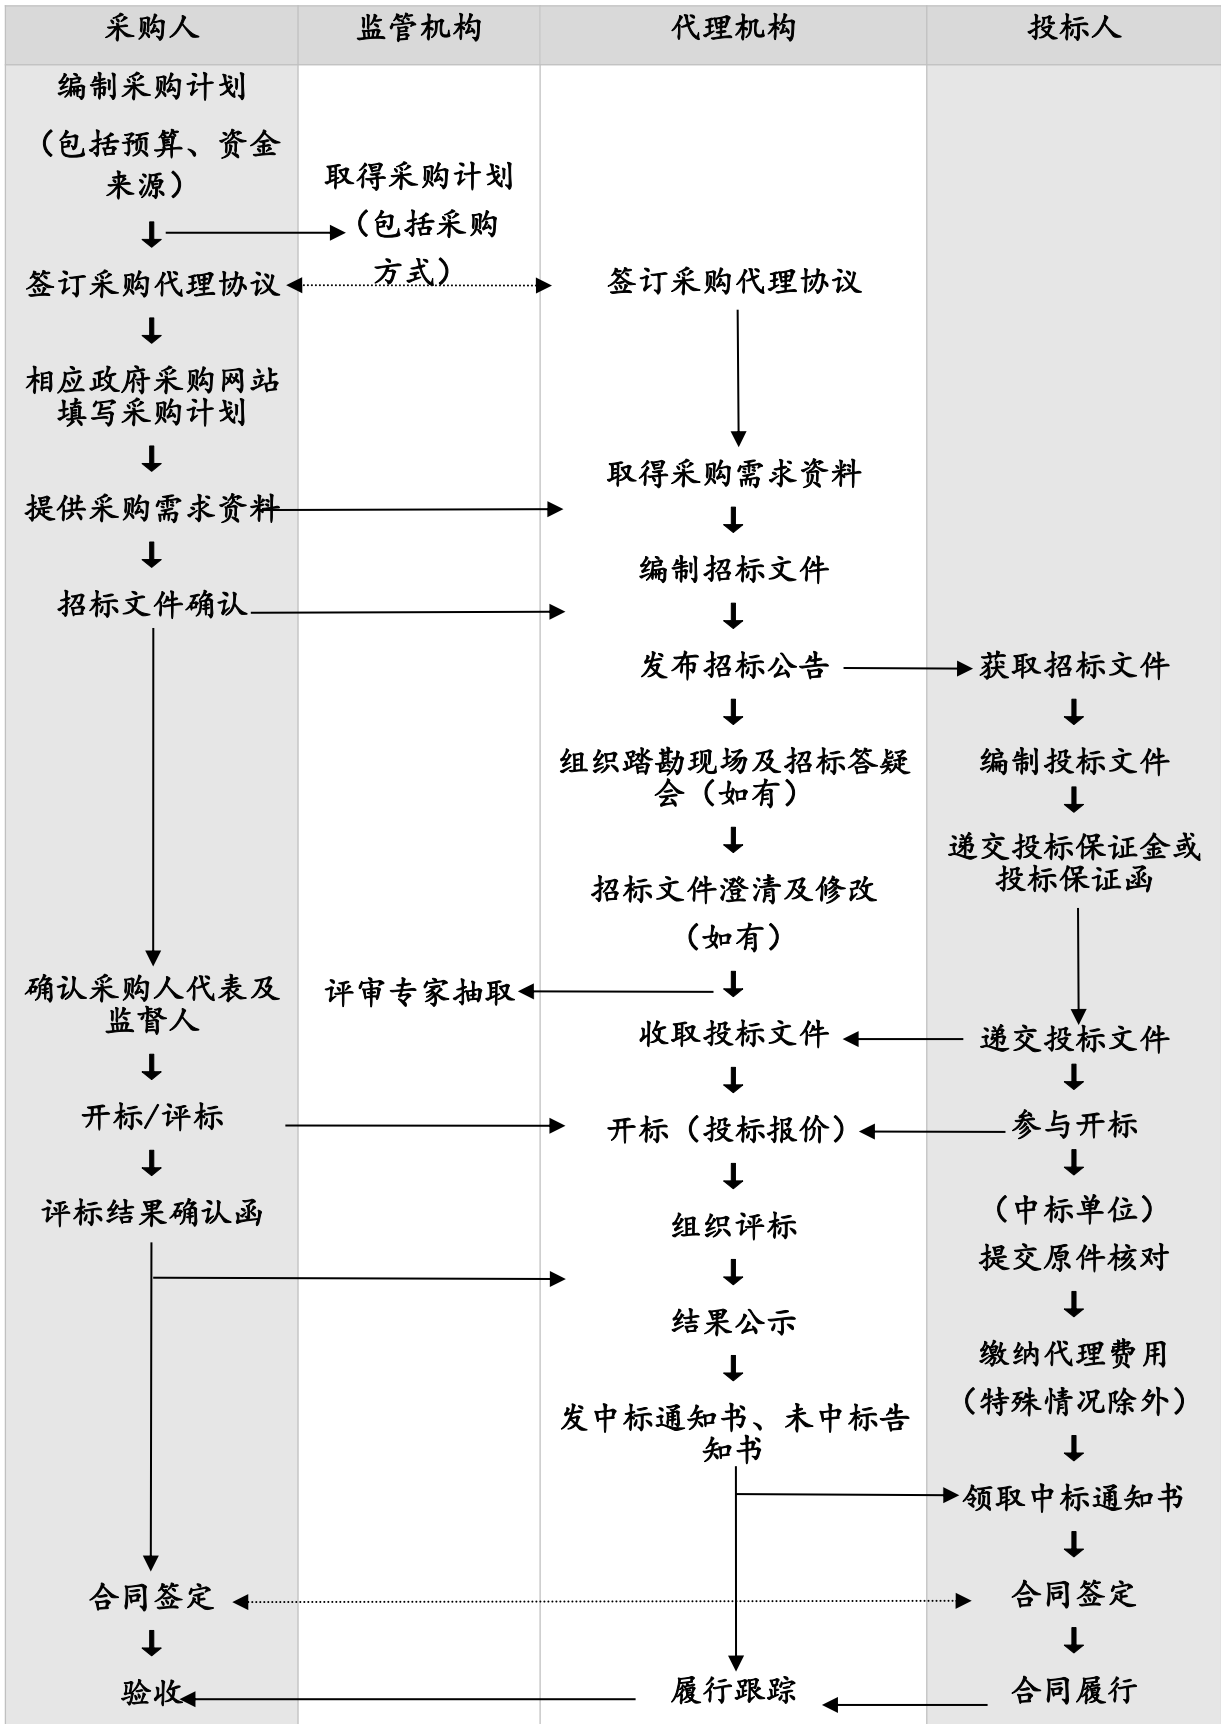 采购人
监管机构
代理机构
投标人
编制采购计划
（包括预算、资金
来源）
签订采购代理协议
相应政府采购网站
填写采购计划
提供采购需求资料
招标文件确认
确认采购人代表及
监督人
开标/评标
评标结果确认函
合同签定
验收
取得采购计划
（包括采购
方式）
评审专家抽取
签订采购代理协议
取得采购需求资料
编制招标文件
发布招标公告
组织踏勘现场及招标答疑
会（如有）
招标文件澄清及修改
（如有）
收取投标文件
开标（投标报价）
组织评标
结果公示
发中标通知书、未中标告
知书
履行跟踪
获取招标文件
编制投标文件
递交投标保证金或
投标保证函
递交投标文件
参与开标
（中标单位）
提交原件核对
缴纳代理费用
（特殊情况除外）
领取中标通知书
合同签定
合同履行